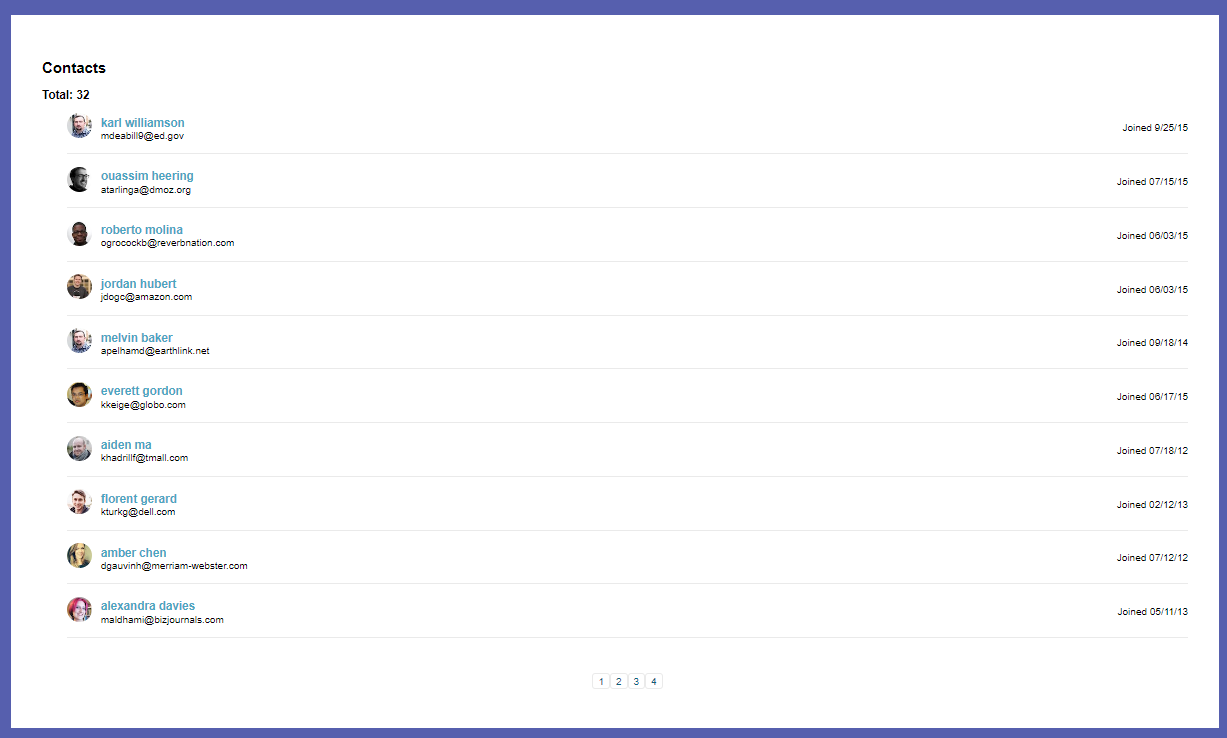 Contacts
Total: 32
karl williamson
mdeabill9@ed.gov
Joined 9/25/15
ouassim heering
atarlinga@dmoz.org
Joined 07/15/15
roberto molina
ogrocockb@reverbnation.com
Joined 06/03/15
jordan hubert
jdogc@amazon.com
Joined 06/03/15
melvin baker
apelhamd@earthlink.net
Joined 09/18/14
everett gordon
kkeige@globo.com
Joined 06/17/15
aiden ma
khadrillf@tmall.com
Joined 07/18/12
florent gerard
kturkg@dell.com
Joined 02/12/13
amber chen
dgauvinh@merriam-webster.com
Joined 07/12/12
alexandra davies
maldhami@bizjournals.com
Joined 05/11/13
1 2 3 4